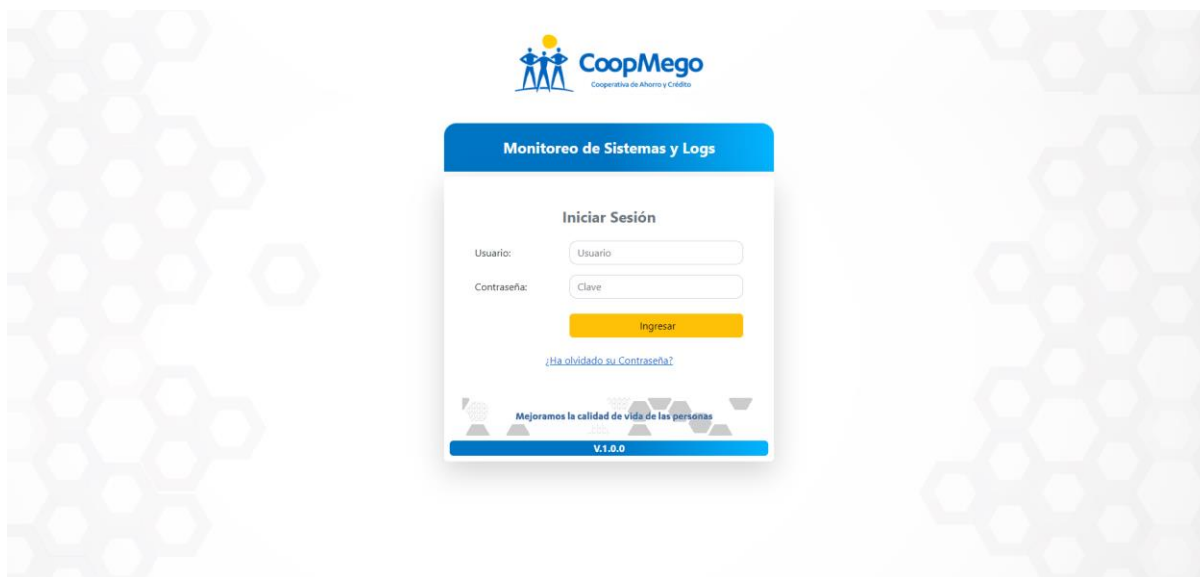 CoopMego
Cooperativa de Ahorro y Crédito
Monitoreo de Sistemas y Logs
Iniciar Sesión
Usuario: Usuario
Contraseña: Clave
Ingresar
¿Ha olvidado su Contraseña?
Mejoramos la calidad de vida de las personas
V.1.0.0